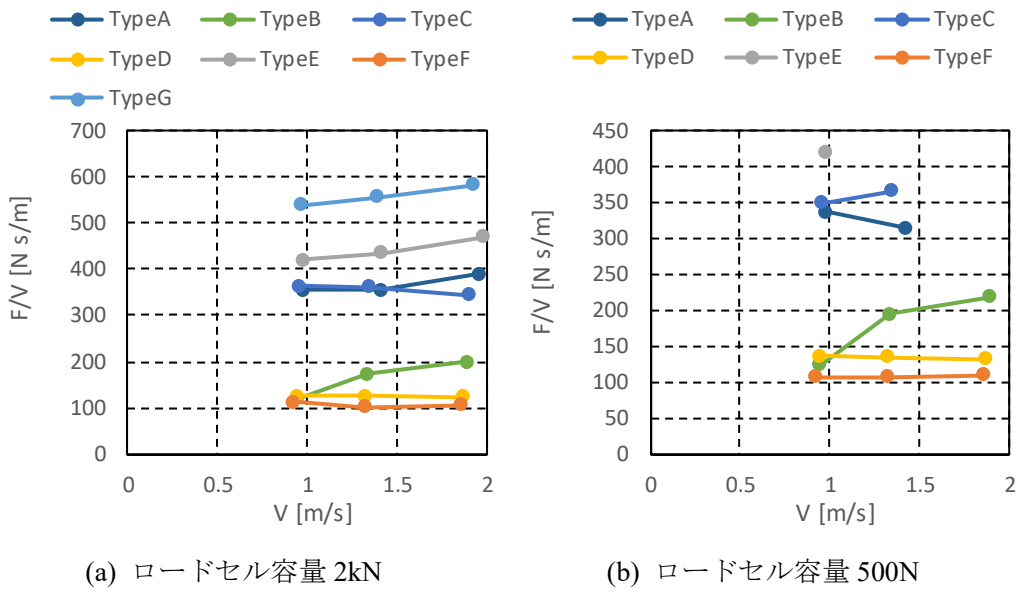 TypeA TypeB TypeC
TypeD TypeE TypeF
TypeG
700
600
500
400
300
200
100
0
F/V [N s/m]
0 0.5 1 1.5 2
V [m/s]
(a) ロードセル容量 2kN
TypeA TypeB TypeC
TypeD TypeE TypeF
450
400
350
300
250
200
150
100
50
0
F/V [N s/m]
0 0.5 1 1.5 2
V [m/s]
(b) ロードセル容量 500N